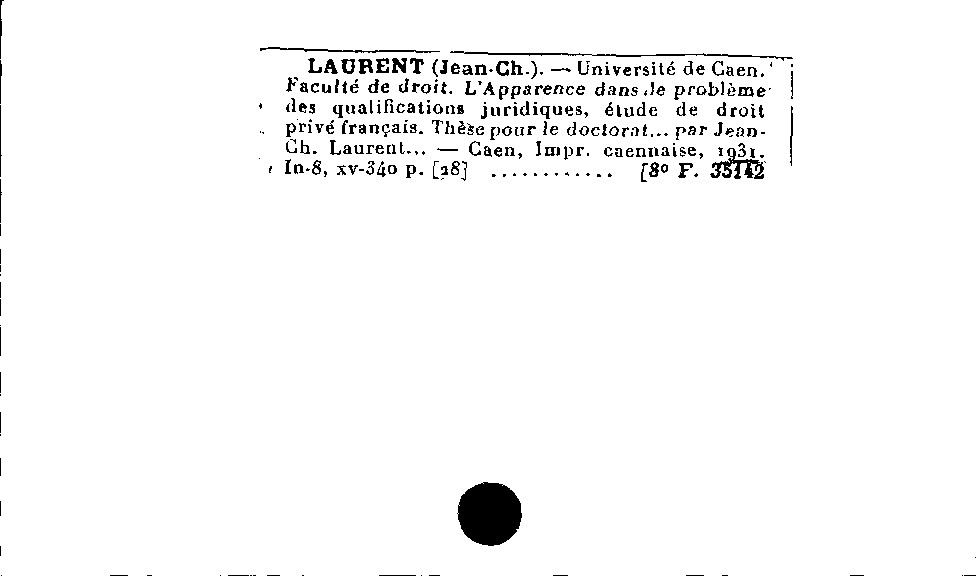 LAURENT (Jean-Ch.). — Université de Caen.
Faculté de droit. L'Apparence dans le problème
des qualifications juridiques, étude de droit
privé français. Thèse pour le doctorat... par Jean-
Ch. Laurent... — Caen, Impr. caennaise, 1931.
In-8, xv-340 p. [28] ............ [8º F. 35142